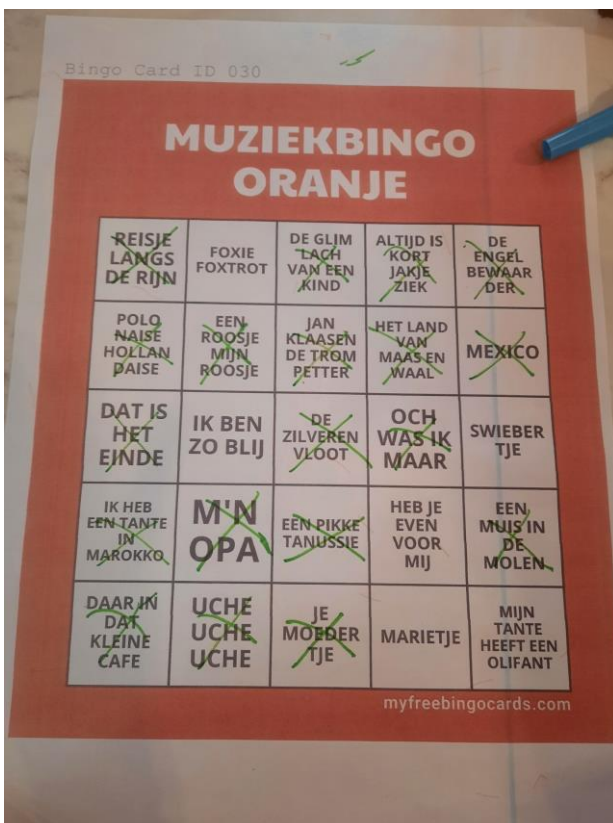 Bingo Card ID 030
MUZIEKBINGO
ORANJE
REISJE
LANGS
DE RIJN
FOXIE
FOXTROT
DE GLIM
LACH
VAN EEN
KIND
ALTIJD IS
KORT
JAKJE
ZIEK
DE
ENGEL
BEWAAR
DER
POLO
NAISE
HOLLAN
DAISE
EEN
ROOSJE
MIJN
ROOSJE
JAN
KLAASEN
DE TROM
PETTER
HET LAND
VAN
MAAS EN
WAAL
MEXICO
DAT IS
HET
EINDE
IK BEN
ZO BLIJ
DE
ZILVEREN
VLOOT
OCH
WAS IK
MAAR
SWIEBER
TJE
IK HEB
EEN TANTE
IN
MAROKKO
M'N
OPA
EEN PIKKE
TANUSSIE
HEB JE
EVEN
VOOR
MIJ
EEN
MUIS IN
DE
MOLEN
DAAR IN
DAT
KLEINE
CAFE
UCHE
UCHE
UCHE
JE
MOEDER
TJE
MARIETJE
MIJN
TANTE
HEEFT EEN
OLIFANT
myfreebingocards.com